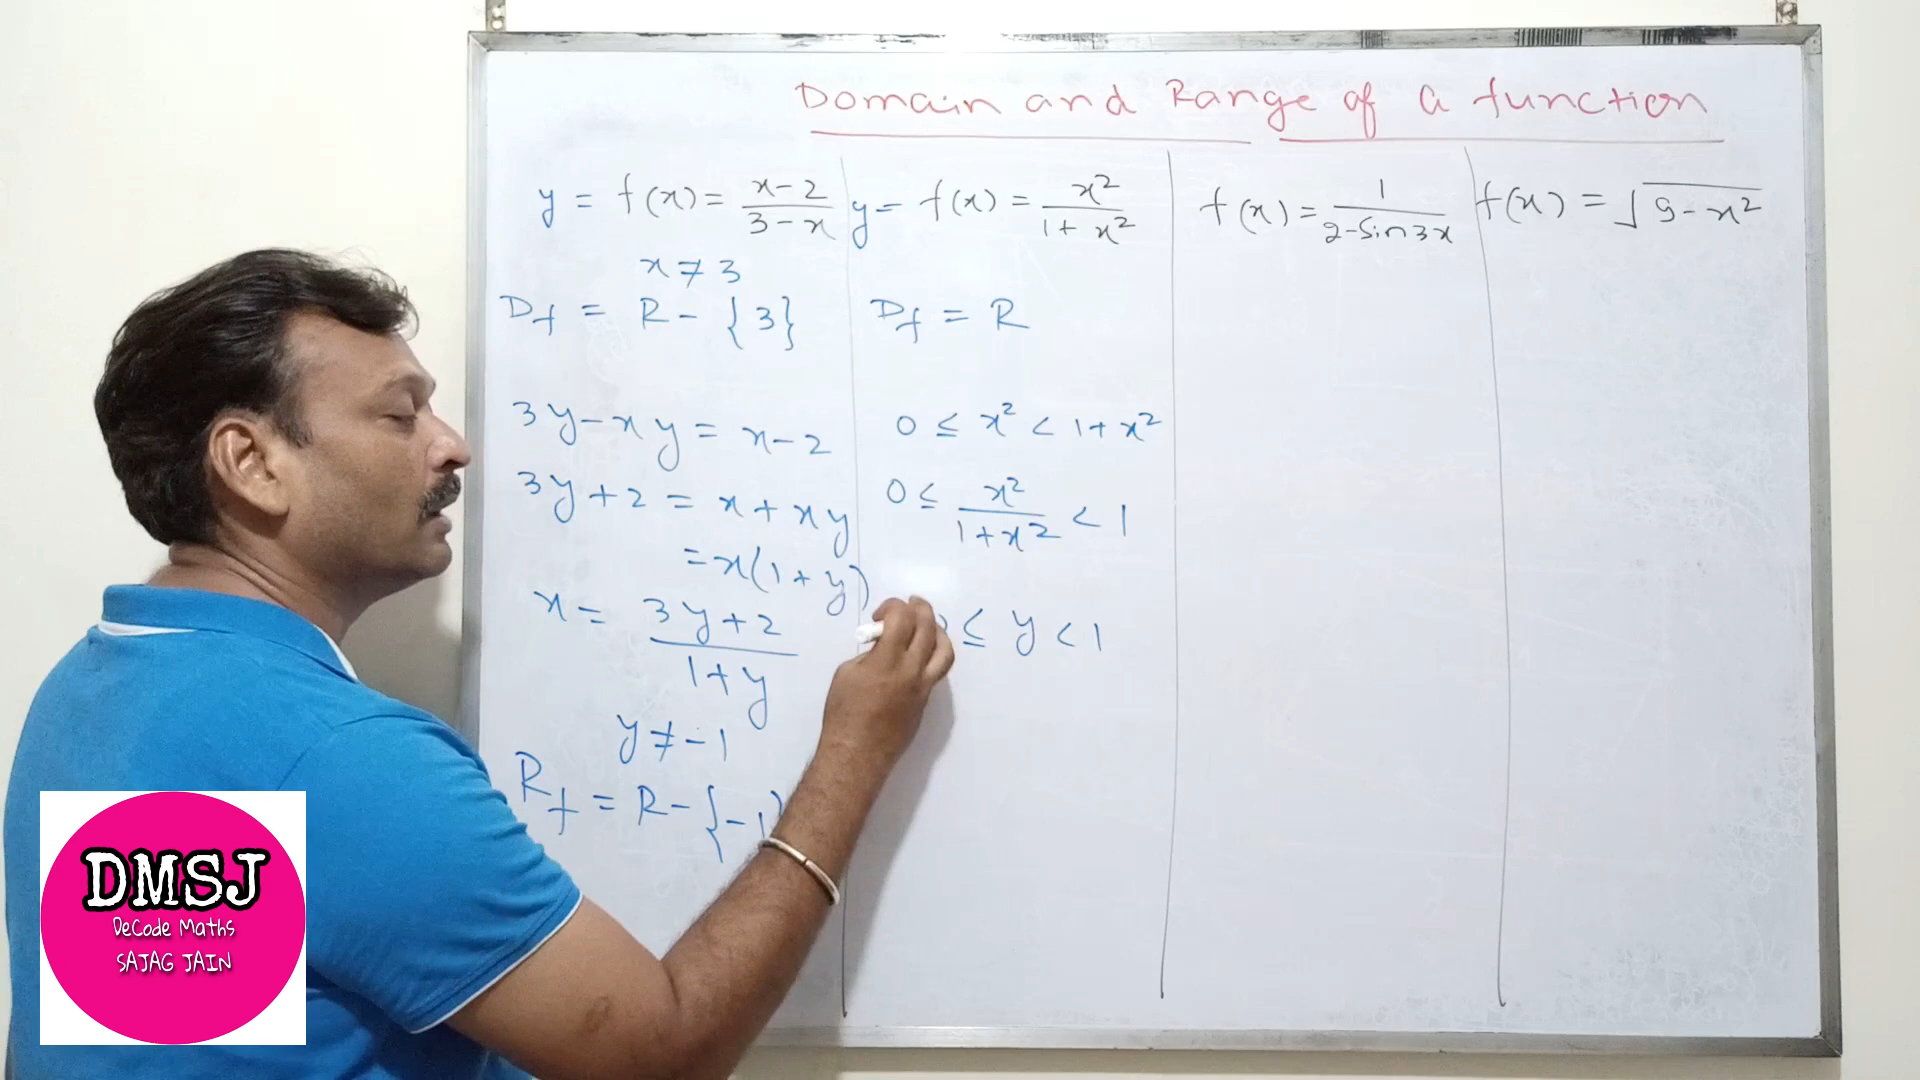 Domain and Range of a function
y = f(x) = x-2/3-x
x ≠ 3
Df = R - {3}
3y - xy = x - 2
3y + 2 = x + xy
= x(1 + y)
x = 3y+2/1+y
y ≠ -1
Rf = R - {-1
y = f(x) = x²/1+x²
Df = R
0 ≤ x² < 1 + x²
0 ≤ x²/1+x² < 1
0 ≤ y < 1
f(x) = 1/2-Sin3x
f(x) = √9-x²
DMSJ
DeCode Maths
SAJAG JAIN